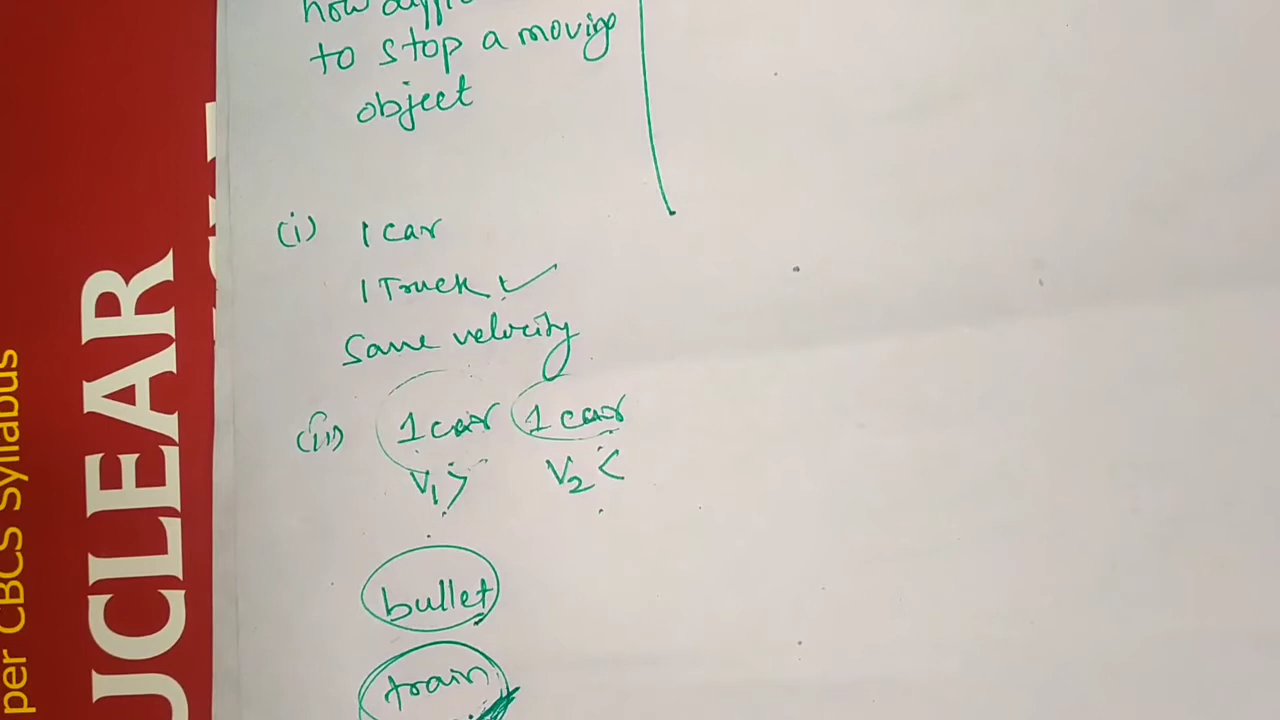 how
to stop a moving
object
(i) 1 car
1 Truck ✓
Same velocity
(ii) 1 car 1 car
V₁ > V₂ <
bullet
train
per CBCS Syllabus
UCLEAR